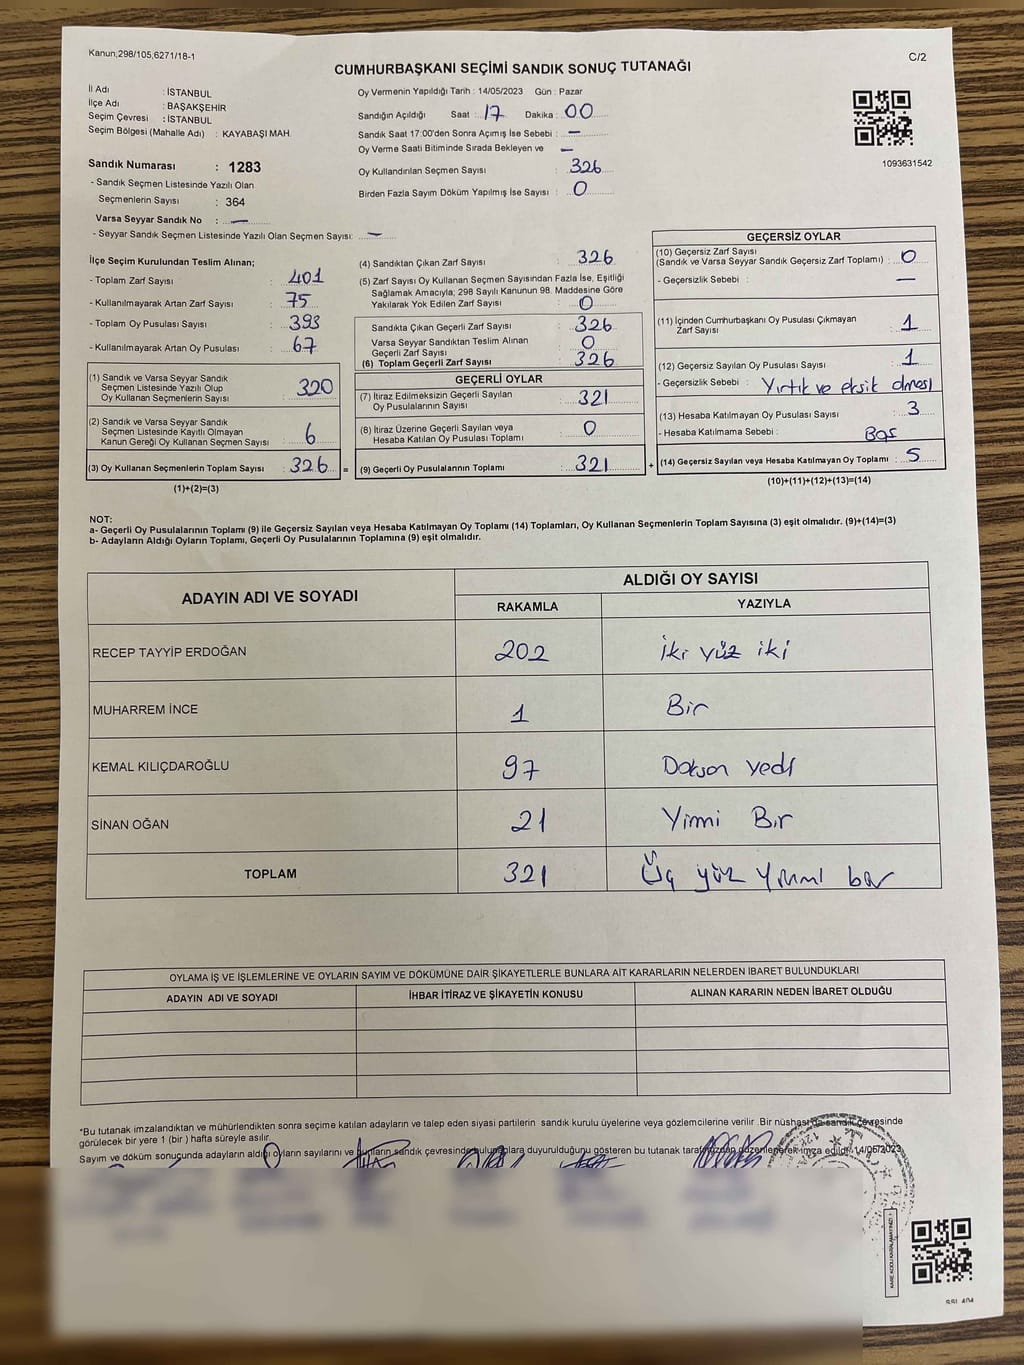 Kanun;298/105,6271/18-1
C/2
CUMHURBAŞKANI SEÇİMİ SANDIK SONUÇ TUTANAĞI
İl Adı : İSTANBUL
İlçe Adı : BAŞAKŞEHİR
Seçim Çevresi : İSTANBUL
Seçim Bölgesi (Mahalle Adı) : KAYABAŞI MAH.
Sandık Numarası : 1283
- Sandık Seçmen Listesinde Yazılı Olan
Seçmenlerin Sayısı : 364
Varsa Seyyar Sandık No : —
- Seyyar Sandık Seçmen Listesinde Yazılı Olan Seçmen Sayısı: —
Oy Vermenin Yapıldığı Tarih : 14/05/2023 Gün : Pazar
Sandığın Açıldığı Saat : 17 Dakika : 00
Sandık Saat 17:00'den Sonra Açımış İse Sebebi : —
Oy Verme Saati Bitiminde Sırada Bekleyen ve —
Oy Kullandırılan Seçmen Sayısı : 326
Birden Fazla Sayım Döküm Yapılmış İse Sayısı : 0
1093631542
İlçe Seçim Kurulundan Teslim Alınan;
- Toplam Zarf Sayısı : 401
- Kullanılmayarak Artan Zarf Sayısı : 75
- Toplam Oy Pusulası Sayısı : 393
- Kullanılmayarak Artan Oy Pusulası : 67
(1) Sandık ve Varsa Seyyar Sandık
Seçmen Listesinde Yazılı Olup
Oy Kullanan Seçmenlerin Sayısı : 320
(2) Sandık ve Varsa Seyyar Sandık
Seçmen Listesinde Kayıtlı Olmayan
Kanun Gereği Oy Kullanan Seçmen Sayısı : 6
(3) Oy Kullanan Seçmenlerin Toplam Sayısı : 326 =
(1)+(2)=(3)
(4) Sandıktan Çıkan Zarf Sayısı : 326
(5) Zarf Sayısı Oy Kullanan Seçmen Sayısından Fazla İse, Eşitliği
Sağlamak Amacıyla, 298 Sayılı Kanunun 98. Maddesine Göre
Yakılarak Yok Edilen Zarf Sayısı : 0
Sandıkta Çıkan Geçerli Zarf Sayısı : 326
Varsa Seyyar Sandıktan Teslim Alınan
Geçerli Zarf Sayısı : 0
(6) Toplam Geçerli Zarf Sayısı : 326
GEÇERLİ OYLAR
(7) İtiraz Edilmeksizin Geçerli Sayılan
Oy Pusulalarının Sayısı : 321
(8) İtiraz Üzerine Geçerli Sayılan veya
Hesaba Katılan Oy Pusulası Toplamı : 0
(9) Geçerli Oy Pusulalarının Toplamı : 321 +
GEÇERSİZ OYLAR
(10) Geçersiz Zarf Sayısı
(Sandık ve Varsa Seyyar Sandık Geçersiz Zarf Toplamı) : 0
- Geçersizlik Sebebi : —
(11) İçinden Cumhurbaşkanı Oy Pusulası Çıkmayan
Zarf Sayısı : 1
(12) Geçersiz Sayılan Oy Pusulası Sayısı : 1
- Geçersizlik Sebebi : Yırtık ve eksik olması
(13) Hesaba Katılmayan Oy Pusulası Sayısı : 3
- Hesaba Katılmama Sebebi : Boş
(14) Geçersiz Sayılan veya Hesaba Katılmayan Oy Toplamı : 5
(10)+(11)+(12)+(13)=(14)
NOT:
a- Geçerli Oy Pusulalarının Toplamı (9) ile Geçersiz Sayılan veya Hesaba Katılmayan Oy Toplamı (14) Toplamları, Oy Kullanan Seçmenlerin Toplam Sayısına (3) eşit olmalıdır. (9)+(14)=(3)
b- Adayların Aldığı Oyların Toplamı, Geçerli Oy Pusulalarının Toplamına (9) eşit olmalıdır.
ADAYIN ADI VE SOYADI
ALDIĞI OY SAYISI
RAKAMLA YAZIYLA
RECEP TAYYİP ERDOĞAN 202 İki yüz iki
MUHARREM İNCE 1 Bir
KEMAL KILIÇDAROĞLU 97 Doksan yedi
SİNAN OĞAN 21 Yirmi Bir
TOPLAM 321 Üç yüz yirmi bir
OYLAMA İŞ VE İŞLEMLERİNE VE OYLARIN SAYIM VE DÖKÜMÜNE DAİR ŞİKAYETLERLE BUNLARA AİT KARARLARIN NELERDEN İBARET BULUNDUKLARI
ADAYIN ADI VE SOYADI İHBAR İTİRAZ VE ŞİKAYETİN KONUSU ALINAN KARARIN NEDEN İBARET OLDUĞU
*Bu tutanak imzalandıktan ve mühürlendikten sonra seçime katılan adayların ve talep eden siyasi partilerin sandık kurulu üyelerine veya gözlemcilerine verilir. Bir nüshası da sandık çevresinde
görülecek bir yere 1 (bir) hafta süreyle asılır.
Sayım ve döküm sonucunda adayların aldığı oyların sayılarını ve bunların sandık çevresinde bulunanlara duyurulduğunu gösteren bu tutanak tarafımızdan düzenlenerek imza edildi. 14/05/2023